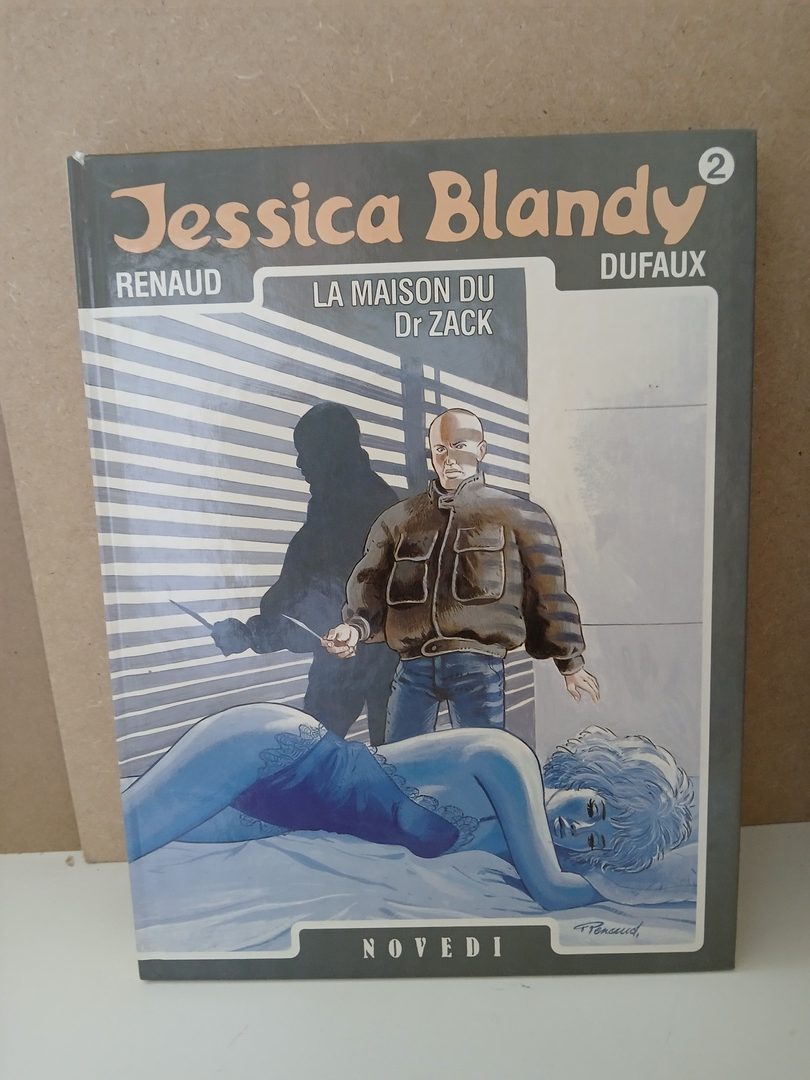 Jessica Blandy
2
RENAUD
DUFAUX
LA MAISON DU
Dr ZACK
Renaud.
NOVEDI